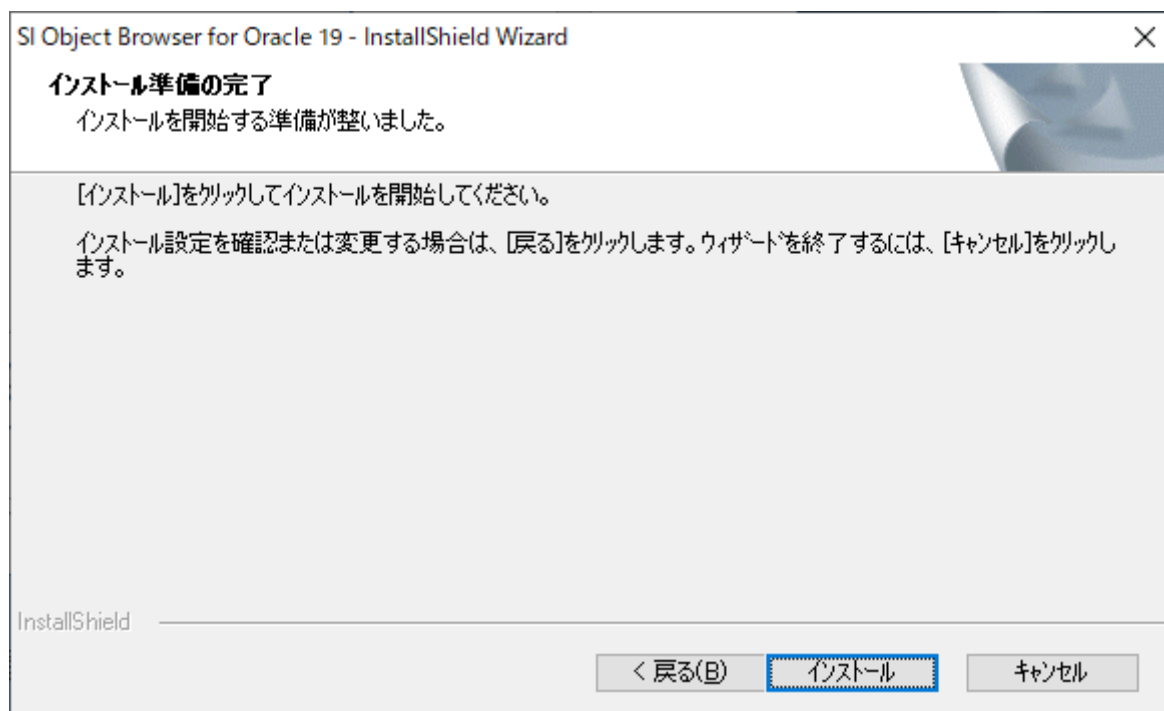 SI Object Browser for Oracle 19 - InstallShield Wizard
インストール準備の完了
インストールを開始する準備が整いました。
[インストール]をクリックしてインストールを開始してください。
インストール設定を確認または変更する場合は、[戻る]をクリックします。ウィザードを終了するには、[キャンセル]をクリックし
ます。
InstallShield
< 戻る(B)
インストール
キャンセル